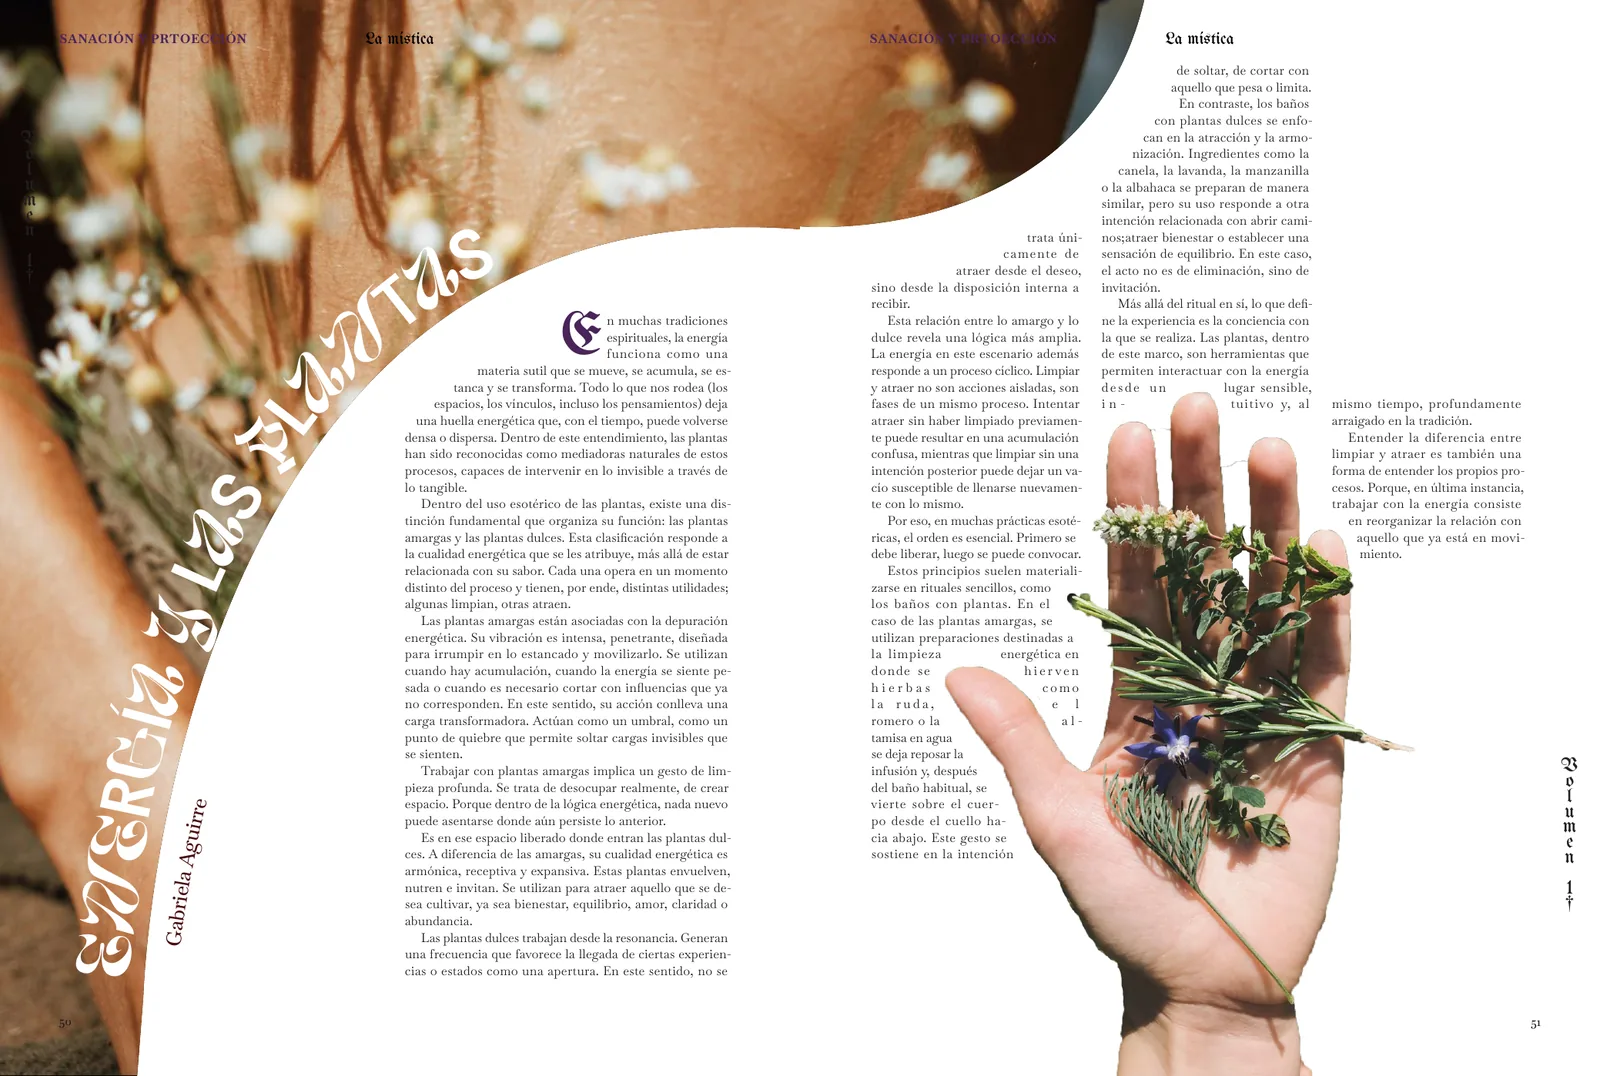 SANACIÓN Y PRTOECCIÓN
La mística
Volumen 1†
Energía y las plantas
Gabriela Aguirre
En muchas tradiciones
espirituales, la energía
funciona como una
materia sutil que se mueve, se acumula, se es-
tanca y se transforma. Todo lo que nos rodea (los
espacios, los vínculos, incluso los pensamientos) deja
una huella energética que, con el tiempo, puede volverse
densa o dispersa. Dentro de este entendimiento, las plantas
han sido reconocidas como mediadoras naturales de estos
procesos, capaces de intervenir en lo invisible a través de
lo tangible.
Dentro del uso esotérico de las plantas, existe una dis-
tinción fundamental que organiza su función: las plantas
amargas y las plantas dulces. Esta clasificación responde a
la cualidad energética que se les atribuye, más allá de estar
relacionada con su sabor. Cada una opera en un momento
distinto del proceso y tienen, por ende, distintas utilidades;
algunas limpian, otras atraen.
Las plantas amargas están asociadas con la depuración
energética. Su vibración es intensa, penetrante, diseñada
para irrumpir en lo estancado y movilizarlo. Se utilizan
cuando hay acumulación, cuando la energía se siente pe-
sada o cuando es necesario cortar con influencias que ya
no corresponden. En este sentido, su acción conlleva una
carga transformadora. Actúan como un umbral, como un
punto de quiebre que permite soltar cargas invisibles que
se sienten.
Trabajar con plantas amargas implica un gesto de lim-
pieza profunda. Se trata de desocupar realmente, de crear
espacio. Porque dentro de la lógica energética, nada nuevo
puede asentarse donde aún persiste lo anterior.
Es en ese espacio liberado donde entran las plantas dul-
ces. A diferencia de las amargas, su cualidad energética es
armónica, receptiva y expansiva. Estas plantas envuelven,
nutren e invitan. Se utilizan para atraer aquello que se de-
sea cultivar, ya sea bienestar, equilibrio, amor, claridad o
abundancia.
Las plantas dulces trabajan desde la resonancia. Generan
una frecuencia que favorece la llegada de ciertas experien-
cias o estados como una apertura. En este sentido, no se
50
SANACIÓN Y PRTOECCIÓN
La mística
trata úni-
camente de
atraer desde el deseo,
sino desde la disposición interna a
recibir.
Esta relación entre lo amargo y lo
dulce revela una lógica más amplia.
La energía en este escenario además
responde a un proceso cíclico. Limpiar
y atraer no son acciones aisladas, son
fases de un mismo proceso. Intentar
atraer sin haber limpiado previamen-
te puede resultar en una acumulación
confusa, mientras que limpiar sin una
intención posterior puede dejar un va-
cío susceptible de llenarse nuevamen-
te con lo mismo.
Por eso, en muchas prácticas esoté-
ricas, el orden es esencial. Primero se
debe liberar, luego se puede convocar.
Estos principios suelen materiali-
zarse en rituales sencillos, como
los baños con plantas. En el
caso de las plantas amargas, se
utilizan preparaciones destinadas a
la limpieza energética en
donde se hierven
hierbas como
la ruda, el
romero o la al-
tamisa en agua
se deja reposar la
infusión y, después
del baño habitual, se
vierte sobre el cuer-
po desde el cuello ha-
cia abajo. Este gesto se
sostiene en la intención
de soltar, de cortar con
aquello que pesa o limita.
En contraste, los baños
con plantas dulces se enfo-
can en la atracción y la armo-
nización. Ingredientes como la
canela, la lavanda, la manzanilla
o la albahaca se preparan de manera
similar, pero su uso responde a otra
intención relacionada con abrir cami-
nos;atraer bienestar o establecer una
sensación de equilibrio. En este caso,
el acto no es de eliminación, sino de
invitación.
Más allá del ritual en sí, lo que defi-
ne la experiencia es la conciencia con
la que se realiza. Las plantas, dentro
de este marco, son herramientas que
permiten interactuar con la energía
desde un lugar sensible,
in- tuitivo y, al
mismo tiempo, profundamente
arraigado en la tradición.
Entender la diferencia entre
limpiar y atraer es también una
forma de entender los propios pro-
cesos. Porque, en última instancia,
trabajar con la energía consiste
en reorganizar la relación con
aquello que ya está en movi-
miento.
Volumen 1†
51